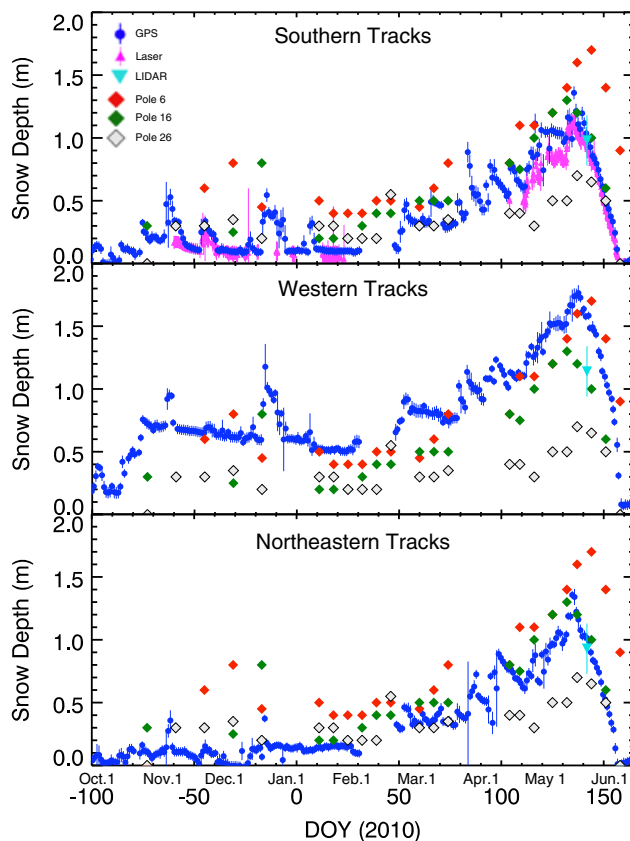 2.0
1.5
1.0
0.5
0.0
Snow Depth (m)
Southern Tracks
GPS
Laser
LIDAR
Pole 6
Pole 16
Pole 26
2.0
1.5
1.0
0.5
0.0
Snow Depth (m)
Western Tracks
2.0
1.5
1.0
0.5
0.0
Snow Depth (m)
Northeastern Tracks
Oct.1 Nov.1 Dec.1 Jan.1 Feb.1 Mar.1 Apr.1 May 1 Jun.1
-100 -50 0 50 100 150
DOY (2010)